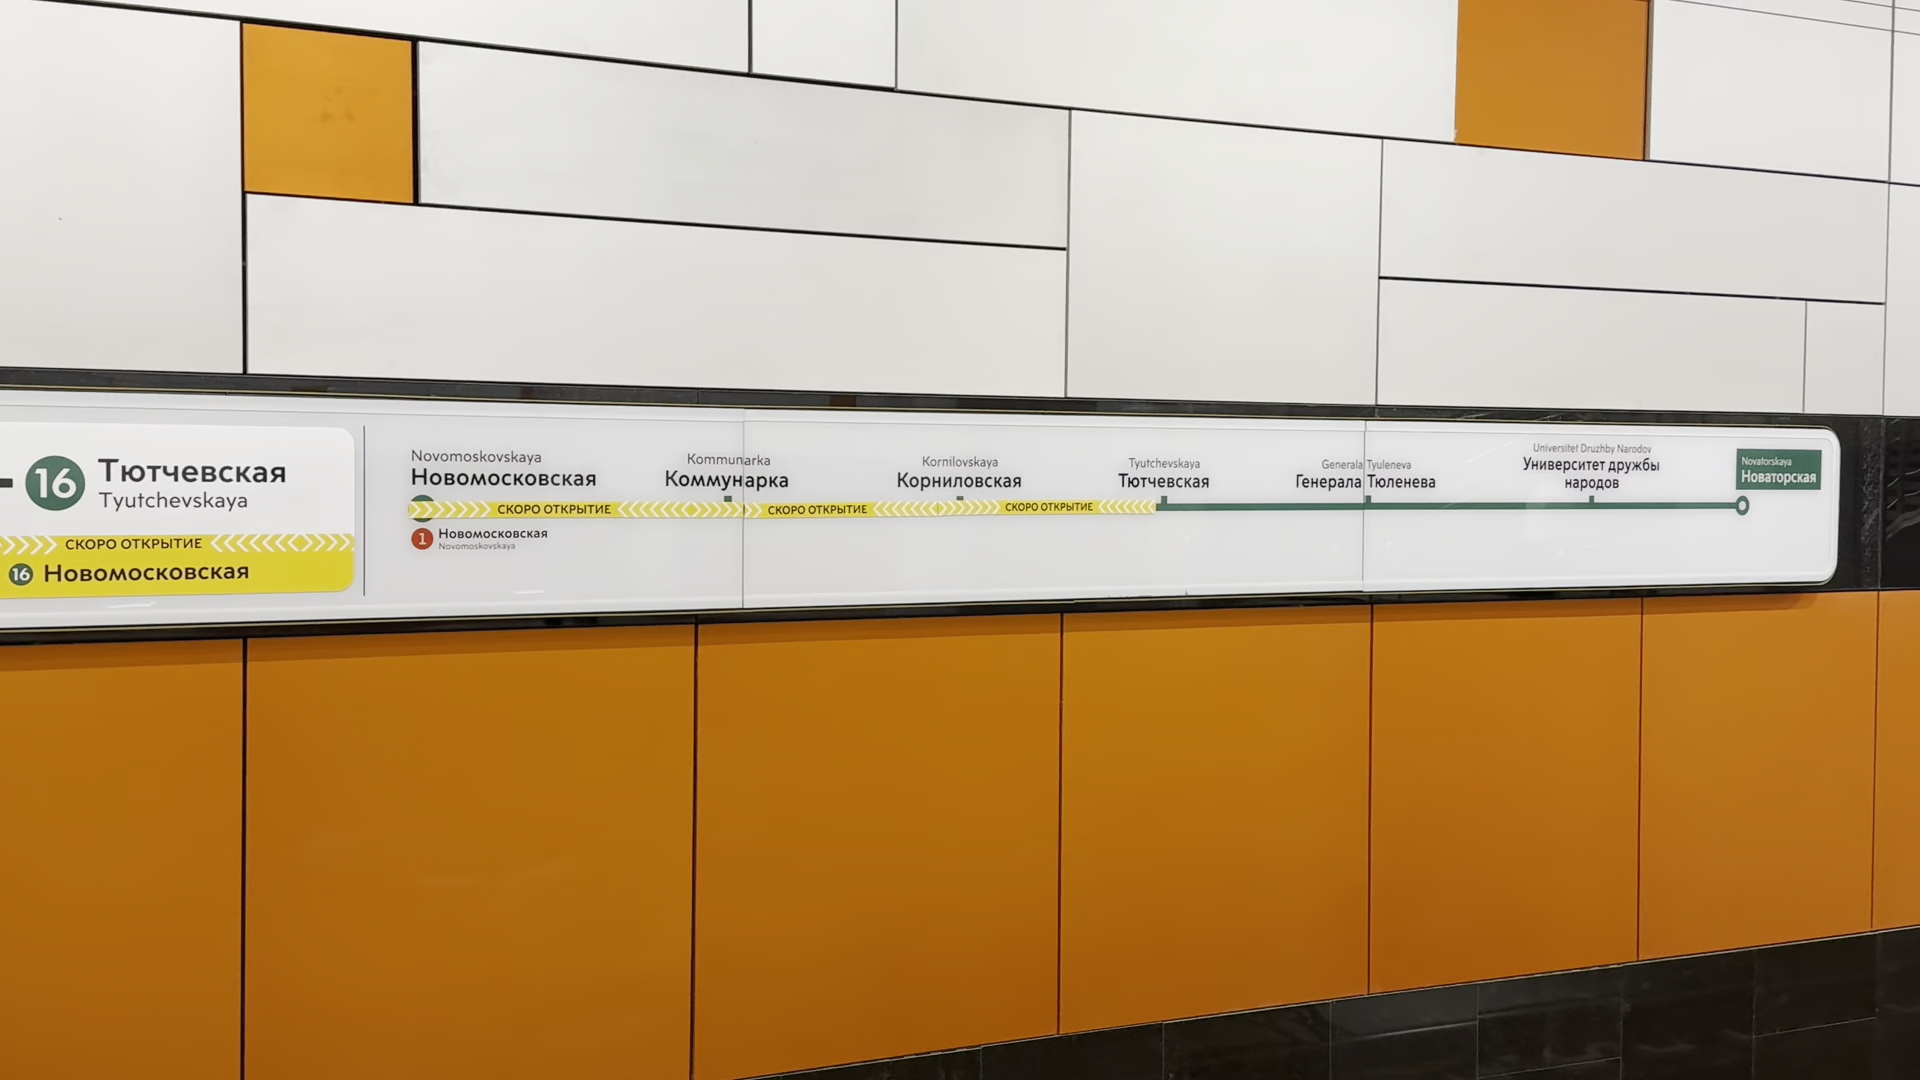 16 Тютчевская
Tyutchevskaya
СКОРО ОТКРЫТИЕ
16 Новомосковская
Novomoskovskaya
Новомосковская
СКОРО ОТКРЫТИЕ
1 Новомосковская
Novomoskovskaya
Kommunarka
Коммунарка
СКОРО ОТКРЫТИЕ
Kornilovskaya
Корниловская
СКОРО ОТКРЫТИЕ
Tyutchevskaya
Тютчевская
Generala Tyuleneva
Генерала Тюленева
Universitet Druzhby Narodov
Университет дружбы
народов
Novatorskaya
Новаторская